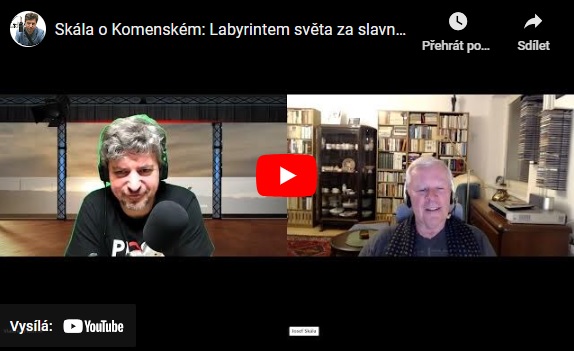 Skála o Komenském: Labyrintem světa za slavn...
Přehrát po...
Sdílet
Vysílá: YouTube
Josef Skála